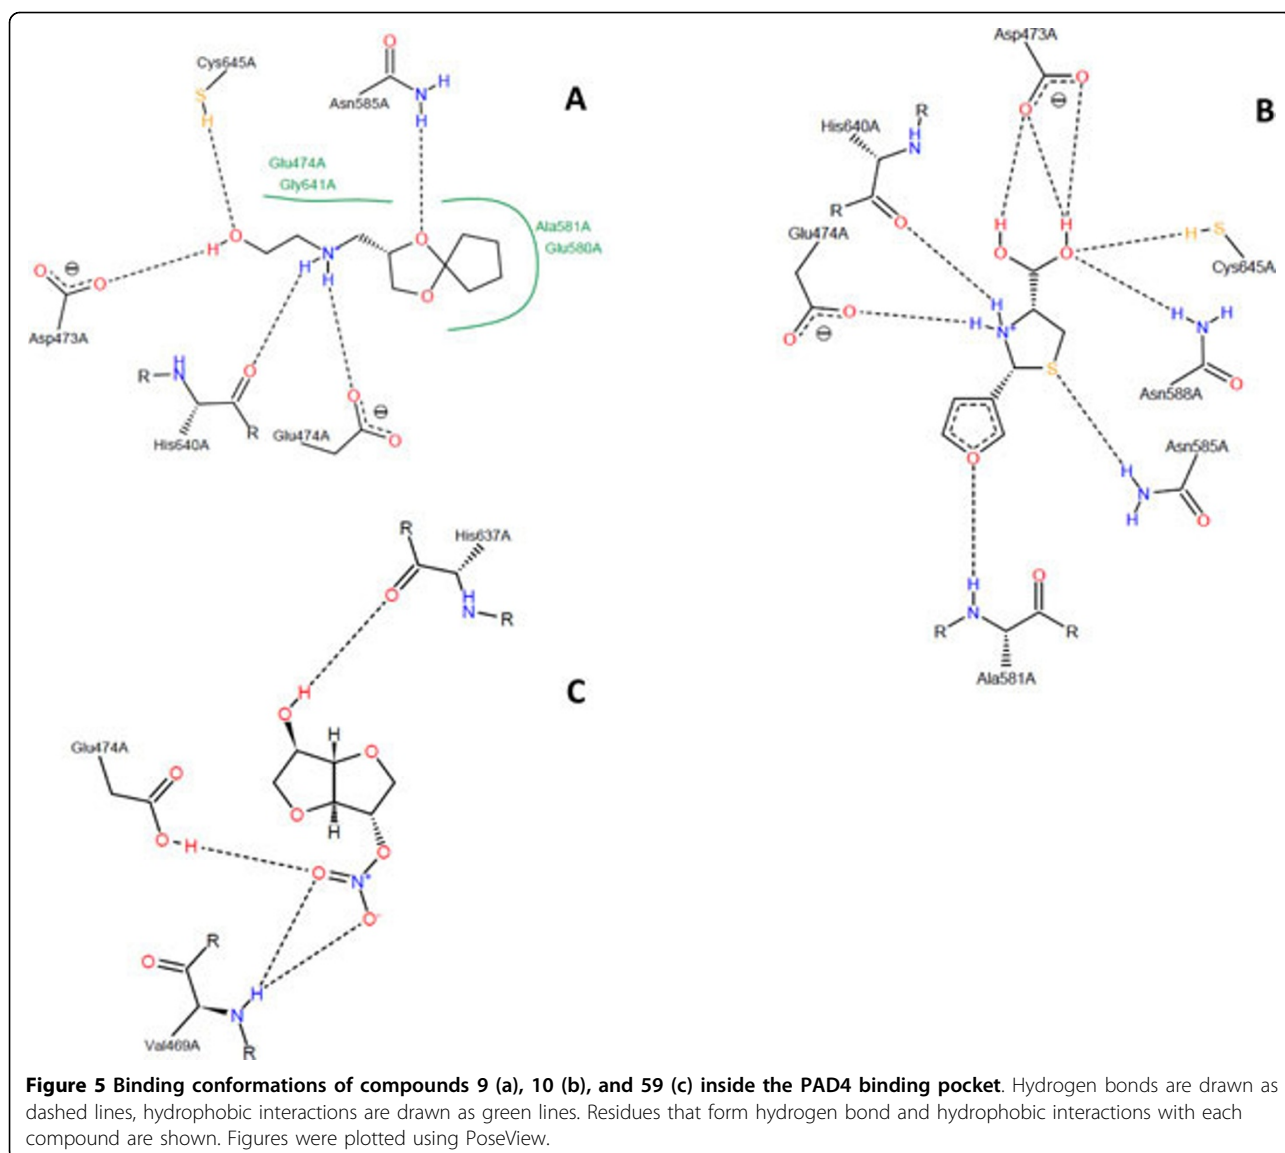 A
Cys645A
S
H
O
Asn585A
N
H
H
Glu474A
Gly641A
Ala581A
Glu580A
H
O
N+
H
H
O
O
O
⊖
O
Asp473A
R
H
N
O
R
His640A
Glu474A
O
⊖
O
B
Asp473A
O
O
⊖
His640A
R
H
N
R
O
Glu474A
O
O
⊖
H
O
H
O
H
S
Cys645A
H
H
N+
S
H
H
N
O
Asn588A
Asn585A
H
N
H
O
O
H
N
R
O
R
Ala581A
C
R
His637A
O
H
N
R
H
O
H
O
O
H
Glu474A
O
O
H
O
O
N+
O-
R
O
H
N
R
Val469A
Figure 5 Binding conformations of compounds 9 (a), 10 (b), and 59 (c) inside the PAD4 binding pocket. Hydrogen bonds are drawn as
dashed lines, hydrophobic interactions are drawn as green lines. Residues that form hydrogen bond and hydrophobic interactions with each
compound are shown. Figures were plotted using PoseView.